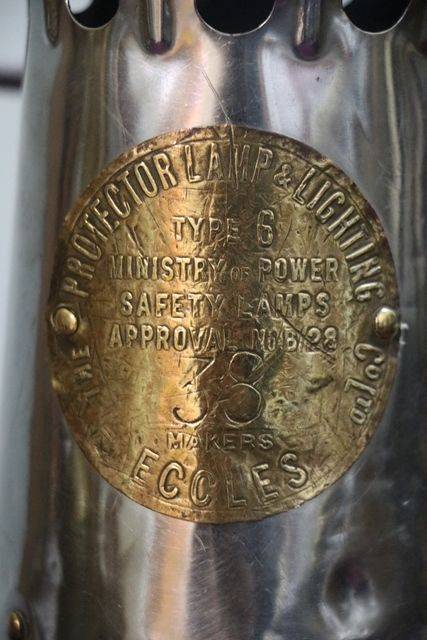 THE PROTECTOR LAMP & LIGHTING Co LTD
TYPE 6
MINISTRY OF POWER
SAFETY LAMPS
APPROVAL No B/28
38
MAKERS
ECCLES